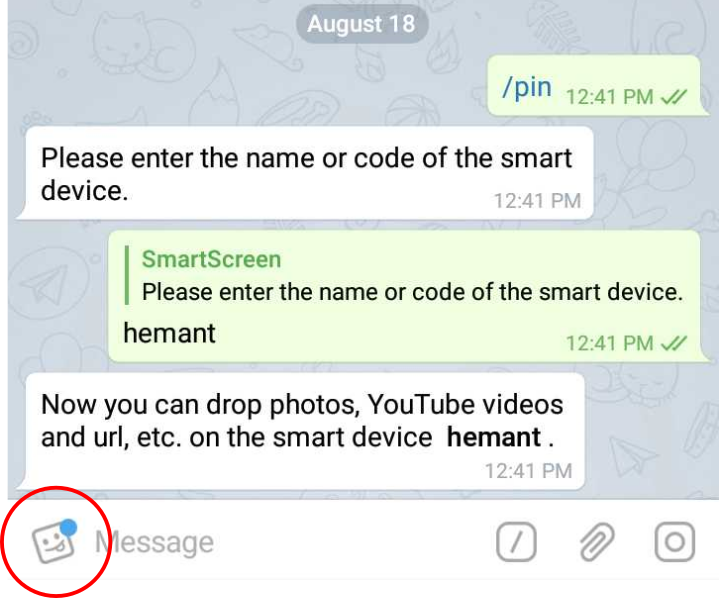 August 18
/pin 12:41 PM
Please enter the name or code of the smart
device.
12:41 PM
SmartScreen
Please enter the name or code of the smart device.
hemant
12:41 PM
Now you can drop photos, YouTube videos
and url, etc. on the smart device hemant .
12:41 PM
Message
/